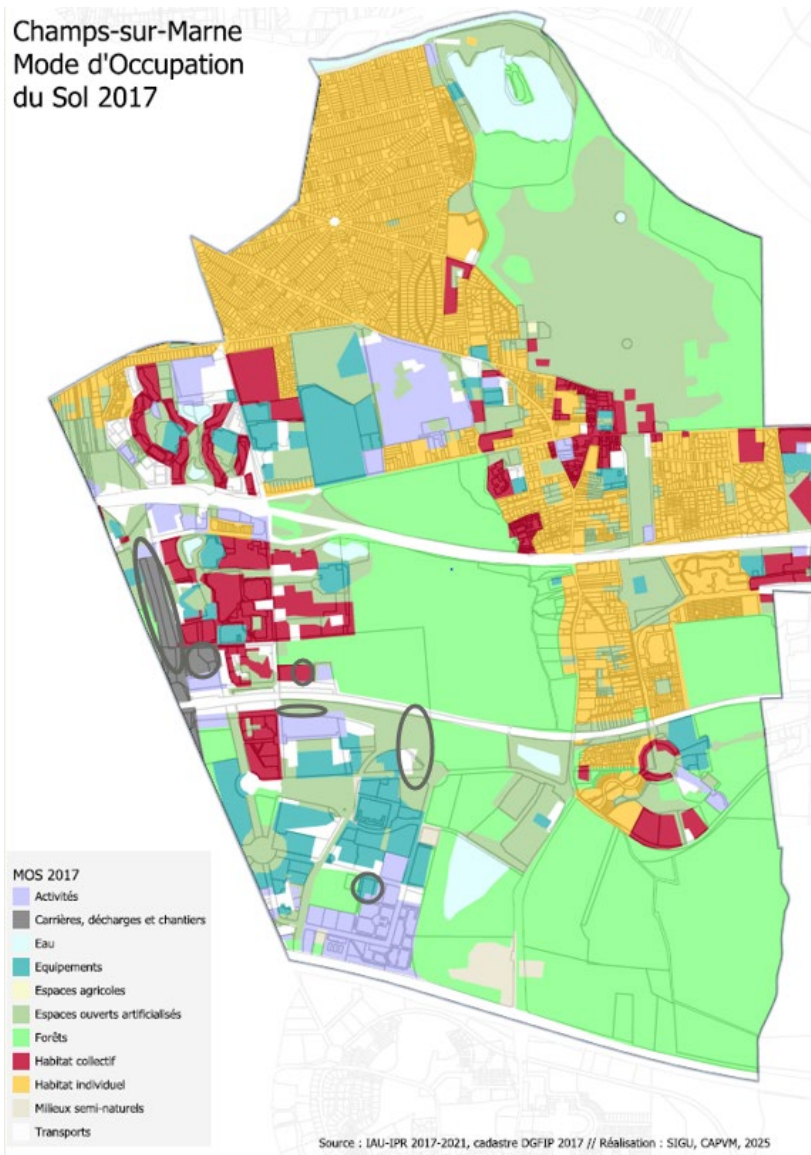 Champs-sur-Marne
Mode d'Occupation
du Sol 2017
MOS 2017
Activités
Carrières, décharges et chantiers
Eau
Equipements
Espaces agricoles
Espaces ouverts artificialisés
Forêts
Habitat collectif
Habitat individuel
Milieux semi-naturels
Transports
Source : IAU-IPR 2017-2021, cadastre DGFIP 2017 // Réalisation : SIGU, CAPVM, 2025